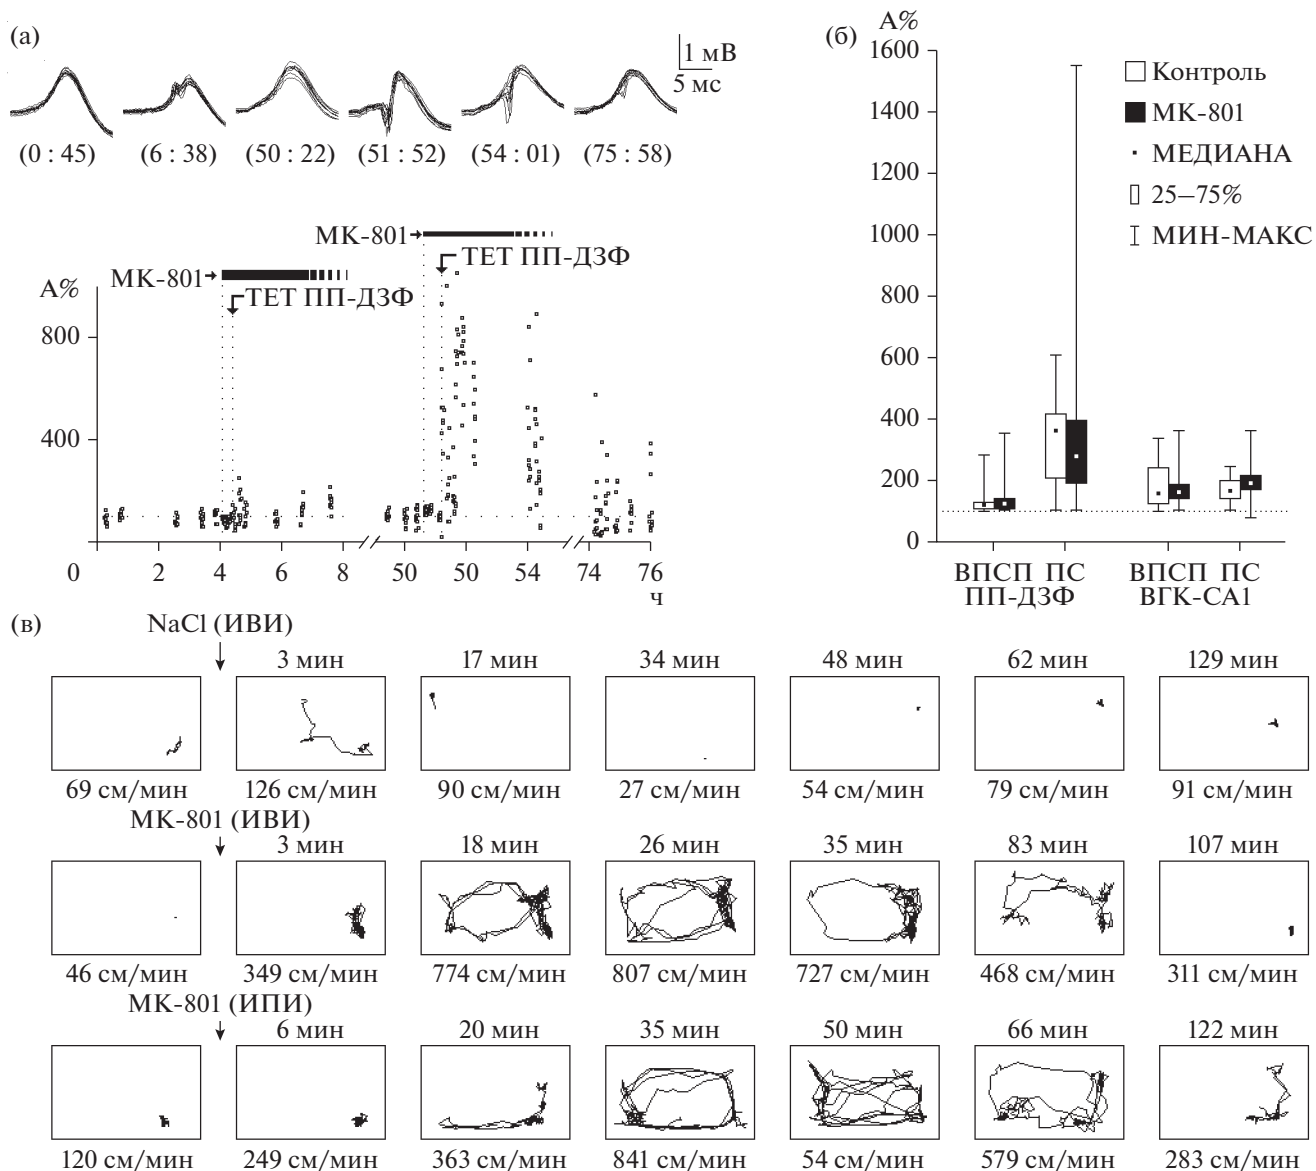 (а)
1 мВ
5 мс
(0 : 45) (6 : 38) (50 : 22) (51 : 52) (54 : 01) (75 : 58)
МК-801
ТЕТ ПП-ДЗФ
МК-801
ТЕТ ПП-ДЗФ
А%
800
400
0 2 4 6 8 50 50 54 74 76
ч
(б)
А%
1600
1400
1200
1000
800
600
400
200
0
Контроль
МК-801
МЕДИАНА
25–75%
МИН-МАКС
ВПСП ПС ВПСП ПС
ПП-ДЗФ ВГК-СА1
(в)
NaCl (ИВИ)
3 мин 17 мин 34 мин 48 мин 62 мин 129 мин
69 см/мин 126 см/мин 90 см/мин 27 см/мин 54 см/мин 79 см/мин 91 см/мин
МК-801 (ИВИ)
3 мин 18 мин 26 мин 35 мин 83 мин 107 мин
46 см/мин 349 см/мин 774 см/мин 807 см/мин 727 см/мин 468 см/мин 311 см/мин
МК-801 (ИПИ)
6 мин 20 мин 35 мин 50 мин 66 мин 122 мин
120 см/мин 249 см/мин 363 см/мин 841 см/мин 54 см/мин 579 см/мин 283 см/мин